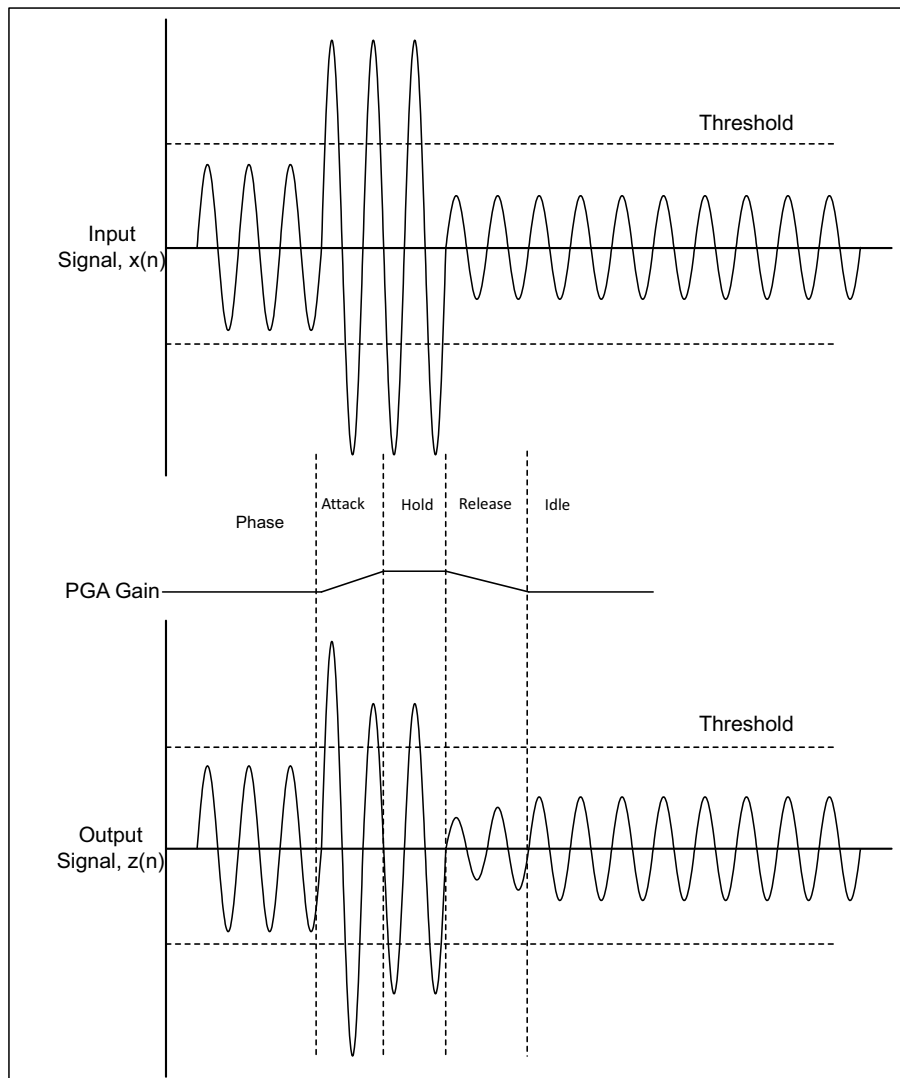 Threshold
Input
Signal, x(n)
Attack
Hold
Release
Idle
Phase
PGA Gain
Threshold
Output
Signal, z(n)